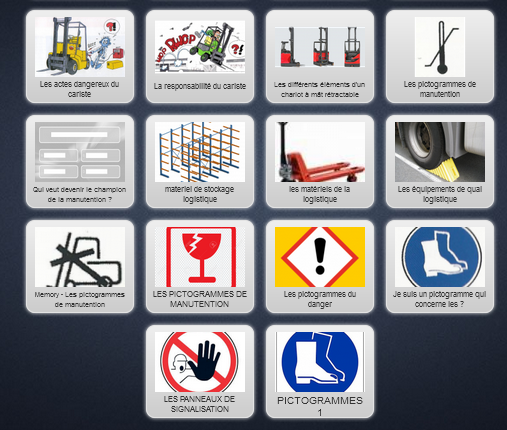 Les actes dangereux du
cariste
La responsabilité du cariste
Les différents éléments d'un
chariot à mât rétractable
Les pictogrammes de
manutention
Qui veut devenir le champion
de la manutention ?
materiel de stockage
logistique
les matériels de la
logistique
Les équipements de quai
logistique
Memory - Les pictogrammes
de manutention
LES PICTOGRAMMES DE
MANUTENTION
Les pictogrammes du
danger
Je suis un pictogramme qui
concerne les ?
LES PANNEAUX DE
SIGNALISATION
PICTOGRAMMES
1